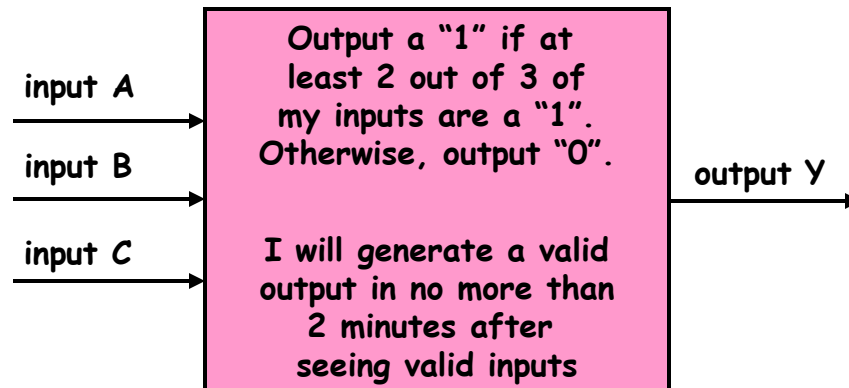 Output a “1” if at
least 2 out of 3 of
my inputs are a “1”.
Otherwise, output “0”.
input A
input B
input C
output Y
I will generate a valid
output in no more than
2 minutes after
seeing valid inputs